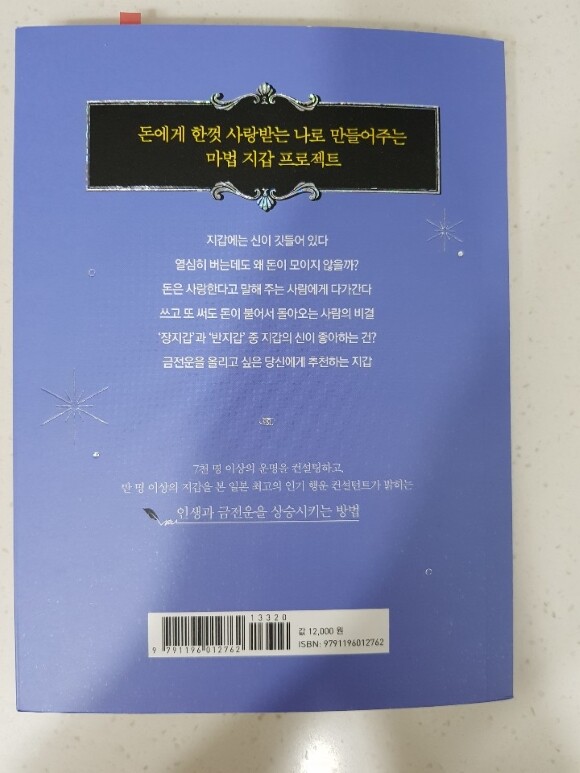 돈에게 한껏 사랑받는 나로 만들어주는
마법 지갑 프로젝트
지갑에는 신이 깃들어 있다
열심히 버는데도 왜 돈이 모이지 않을까?
돈은 사랑한다고 말해 주는 사람에게 다가간다
쓰고 또 써도 돈이 불어서 돌아오는 사람의 비결
'장지갑'과 '반지갑' 중 지갑의 신이 좋아하는 건?
금전운을 올리고 싶은 당신에게 추천하는 지갑
7천 명 이상의 운명을 컨설팅하고,
만 명 이상의 지갑을 본 일본 최고의 인기 행운 컨설턴트가 밝히는
인생과 금전운을 상승시키는 방법
13320
9 791196 012762
값 12,000 원
ISBN: 9791196012762